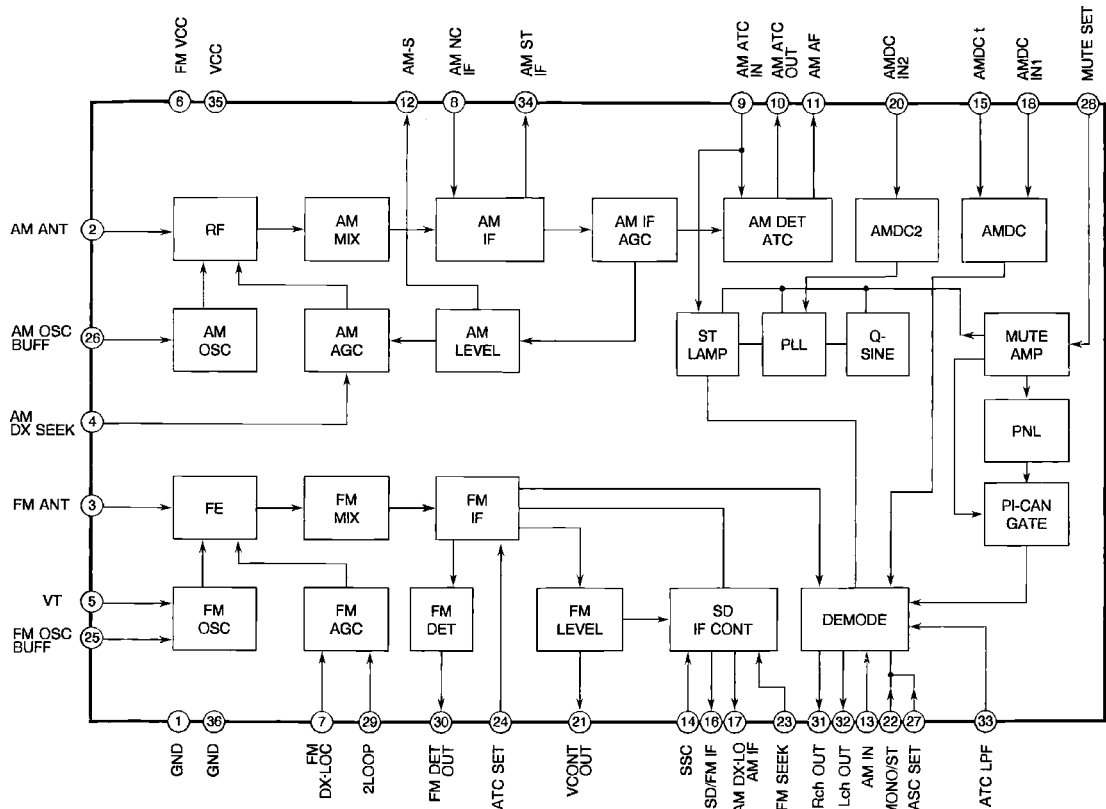 FM VCC
VCC
AM-S
AM NC
IF
AM ST
IF
AM ATC
IN
AM ATC
OUT
AM AF
AMDC
IN2
AMDC t
AMDC
IN1
MUTE SET
6
35
12
8
34
9
10
11
20
15
18
28
AM ANT
2
RF
AM
MIX
AM
IF
AM IF
AGC
AM DET
ATC
AMDC2
AMDC
AM OSC
BUFF
26
AM
OSC
AM
AGC
AM
LEVEL
ST
LAMP
PLL
Q-
SINE
MUTE
AMP
AM
DX SEEK
4
PNL
FM ANT
3
FE
FM
MIX
FM
IF
PI-CAN
GATE
VT
5
FM OSC
BUFF
25
FM
OSC
FM
AGC
FM
DET
FM
LEVEL
SD
IF CONT
DEMODE
1
36
7
29
30
24
21
14
16
17
23
31
32
13
22
27
33
GND
GND
FM
DX-LOC
2LOOP
FM DET
OUT
ATC SET
VCONT
OUT
SSC
SD/FM IF
AM DX-LO
AM IF
FM SEEK
Rch OUT
Lch OUT
AM IN
MONO/ST
ASC SET
ATC LPF